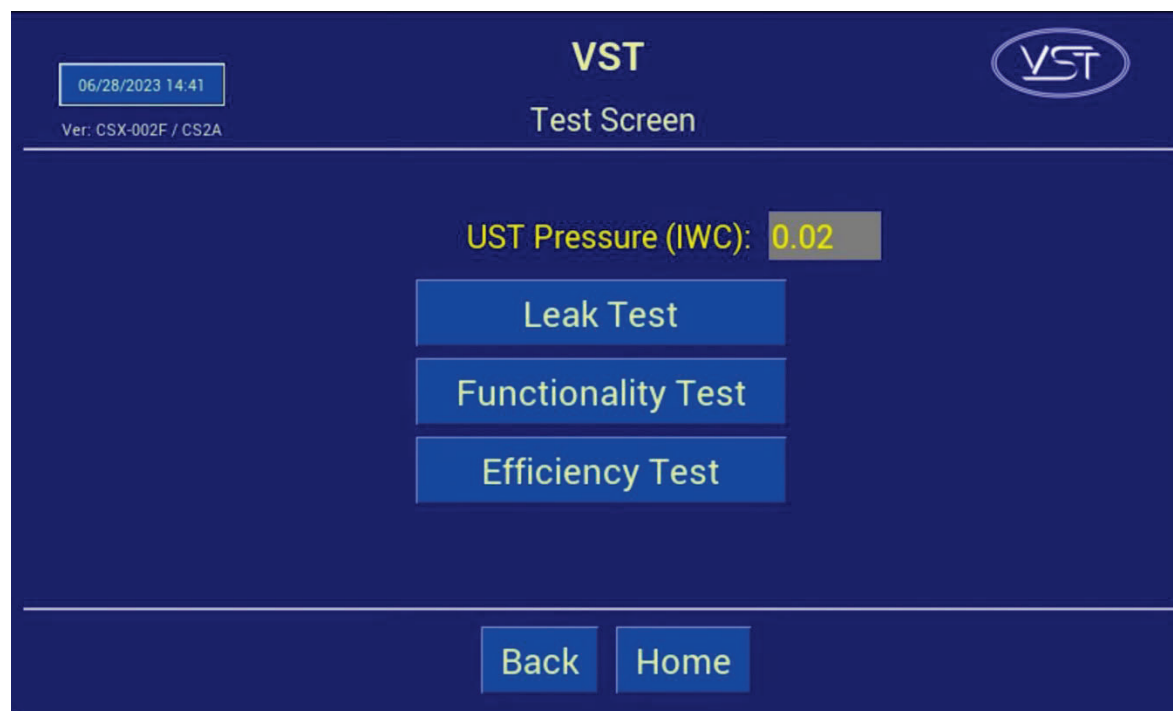 VST
06/28/2023 14:41
VST
Ver: CSX-002F / CS2A
Test Screen
UST Pressure (IWC): 0.02
Leak Test
Functionality Test
Efficiency Test
Back Home